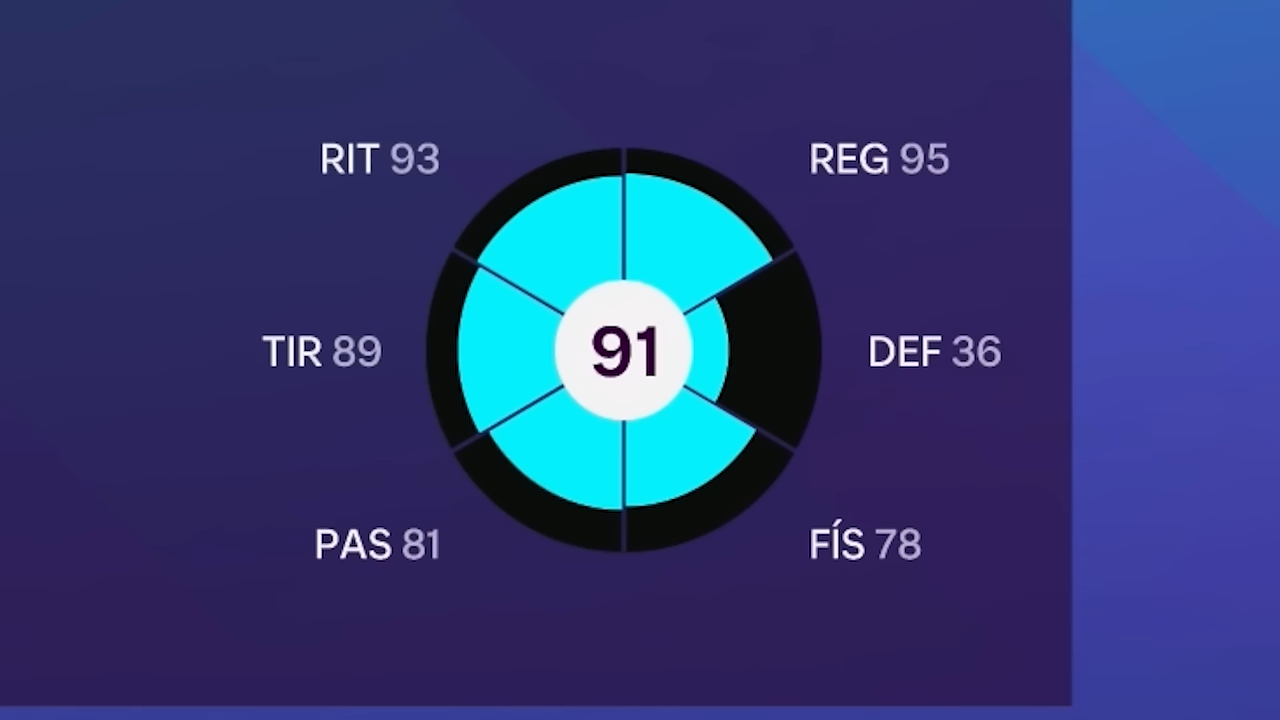 RIT 93
REG 95
TIR 89
91
DEF 36
PAS 81
FÍS 78